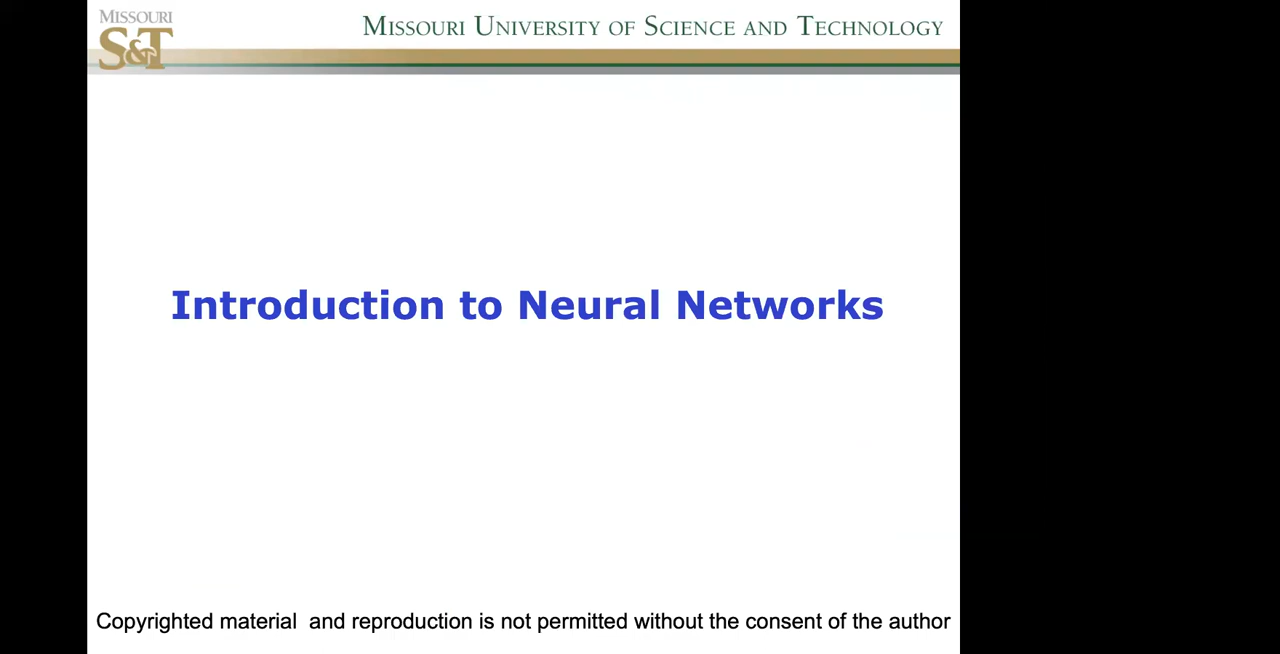 MISSOURI
S&T
MISSOURI UNIVERSITY OF SCIENCE AND TECHNOLOGY
Introduction to Neural Networks
Copyrighted material  and reproduction is not permitted without the consent of the author